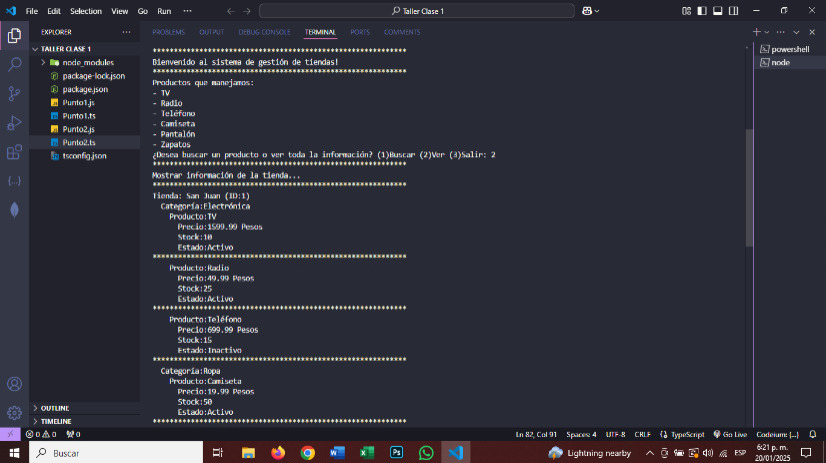 File Edit Selection View Go Run ... Taller Clase 1
EXPLORER ...
TALLER CLASE 1
node_modules
package-lock.json
package.json
Punto1.js
Punto1.ts
Punto2.js
Punto2.ts
tsconfig.json
OUTLINE
TIMELINE
PROBLEMS OUTPUT DEBUG CONSOLE TERMINAL PORTS COMMENTS
powershell
node
************************************************************
Bienvenido al sistema de gestión de tiendas!
************************************************************
Productos que manejamos:
- TV
- Radio
- Teléfono
- Camiseta
- Pantalón
- Zapatos
¿Desea buscar un producto o ver toda la información? (1)Buscar (2)Ver (3)Salir: 2
************************************************************
Mostrar información de la tienda...
************************************************************
Tienda: San Juan (ID:1)
Categoría:Electrónica
Producto:TV
Precio:1599.99 Pesos
Stock:10
Estado:Activo
************************************************************
Producto:Radio
Precio:49.99 Pesos
Stock:25
Estado:Activo
************************************************************
Producto:Teléfono
Precio:699.99 Pesos
Stock:15
Estado:Inactivo
************************************************************
Categoría:Ropa
Producto:Camiseta
Precio:19.99 Pesos
Stock:50
Estado:Activo
************************************************************
0 0 0 Ln 82, Col 91 Spaces: 4 UTF-8 CRLF {} TypeScript Go Live Codeium: {...}
Buscar Lightning nearby ESP 6:21 p. m.
20/01/2025